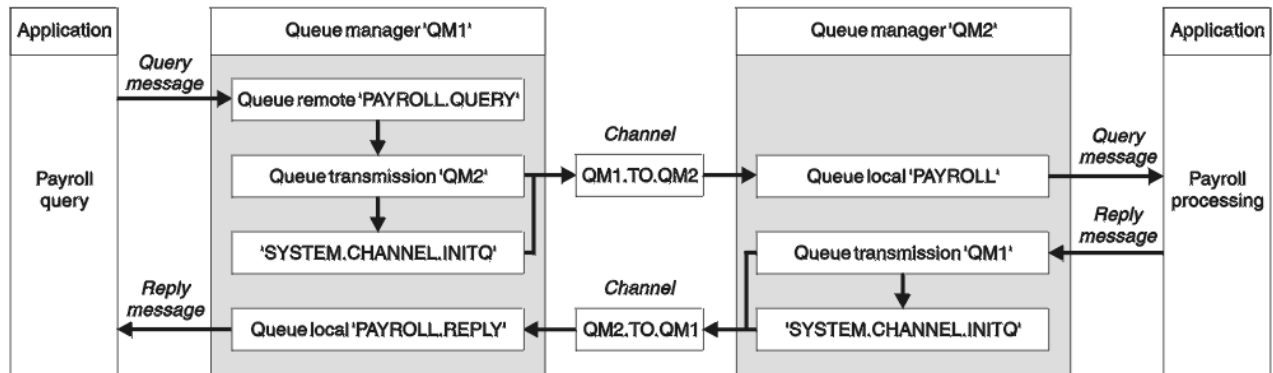 Application
Queue manager 'QM1'
Queue manager 'QM2'
Application
Query
message
Queue remote 'PAYROLL.QUERY'
Channel
Query
message
Payroll
query
Queue transmission 'QM2'
QM1.TO.QM2
Queue local 'PAYROLL'
Payroll
processing
Reply
message
'SYSTEM.CHANNEL.INITQ'
Queue transmission 'QM1'
Reply
message
Channel
Queue local 'PAYROLL.REPLY'
QM2.TO.QM1
'SYSTEM.CHANNEL.INITQ'